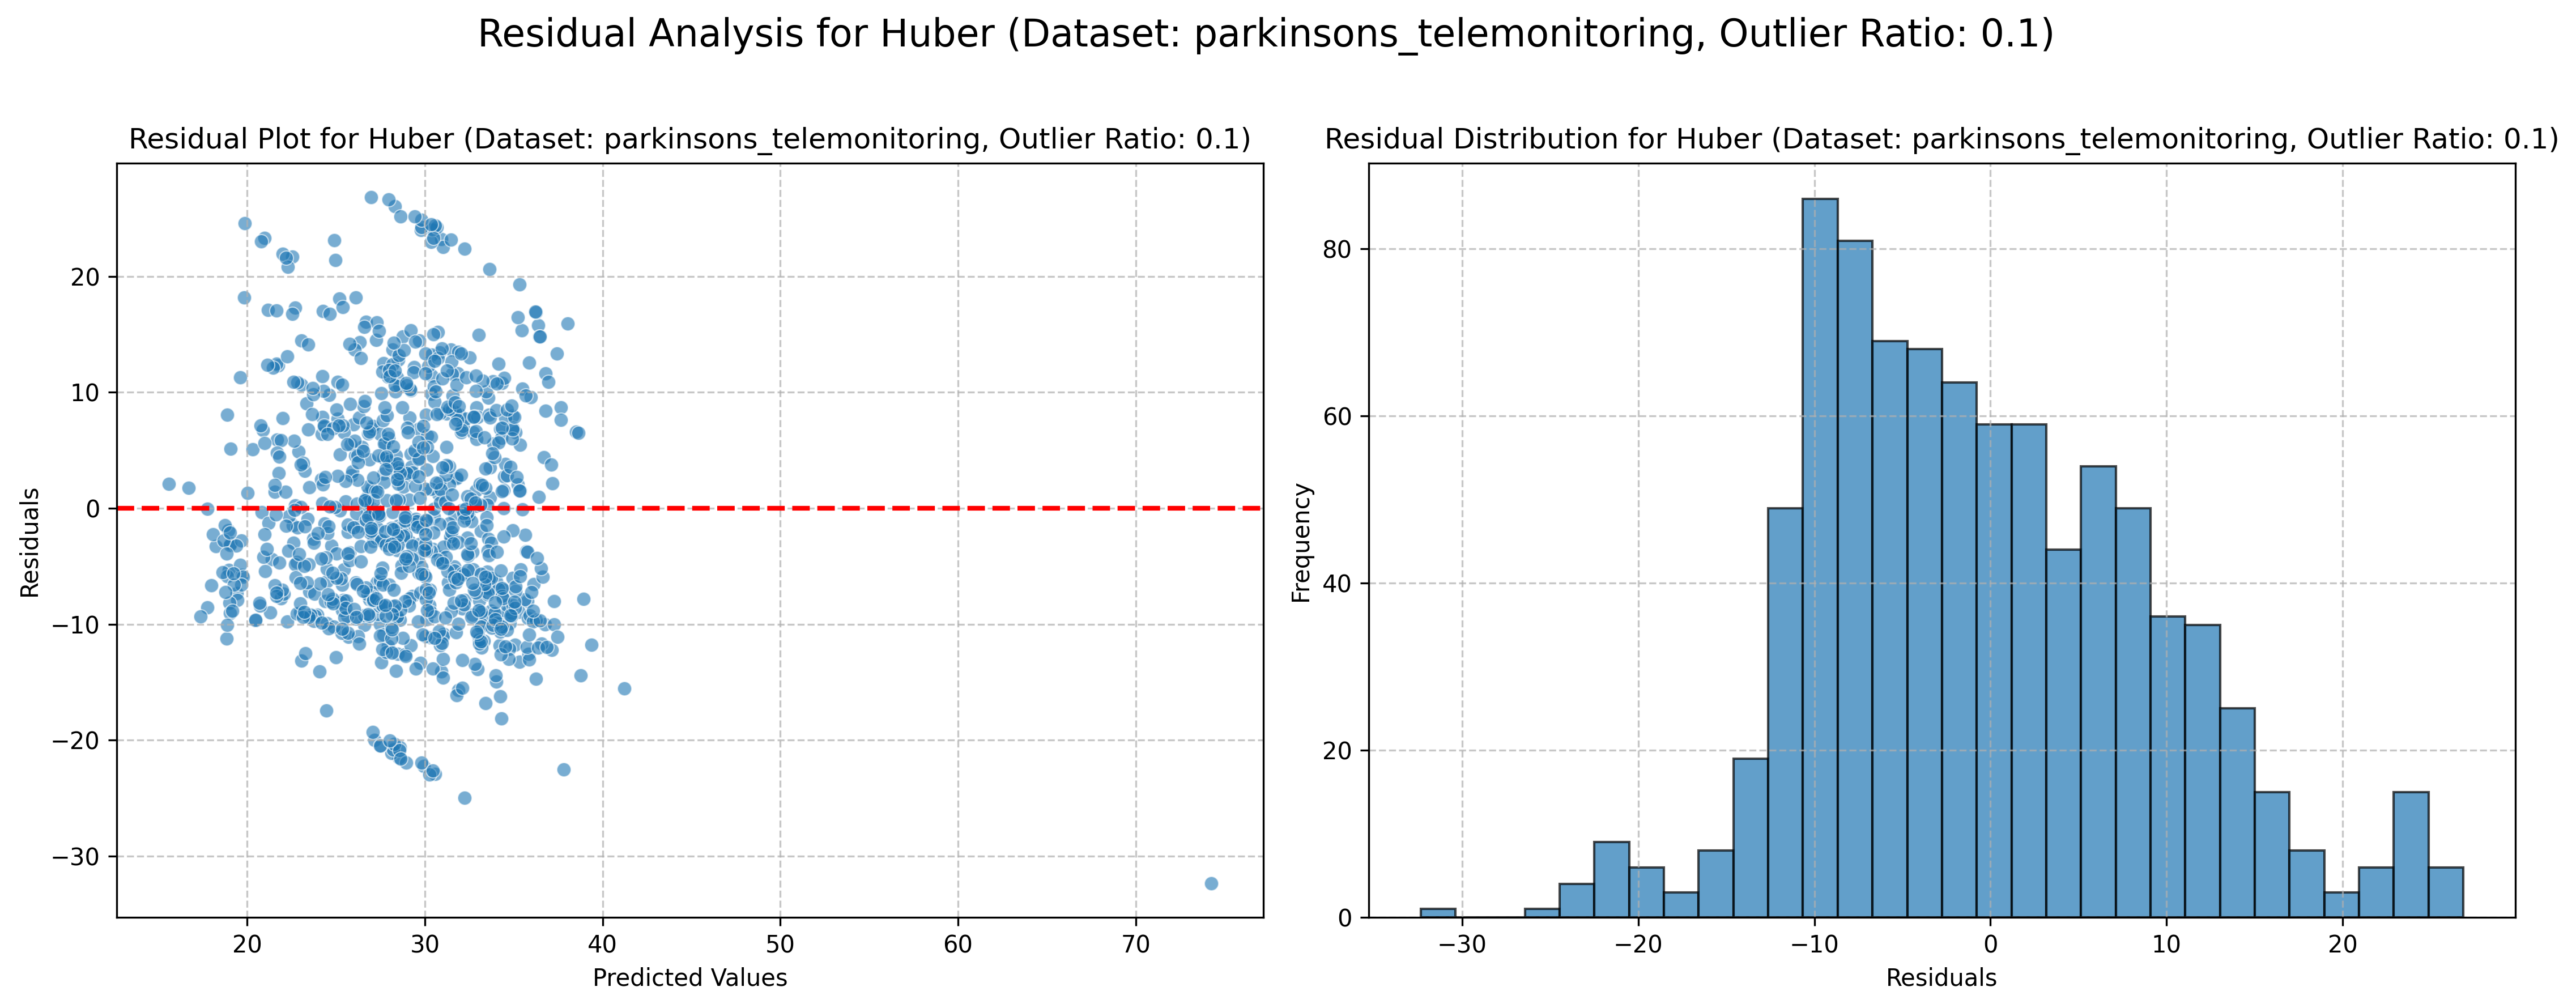 Residual Analysis for Huber (Dataset: parkinsons_telemonitoring, Outlier Ratio: 0.1)
Residual Plot for Huber (Dataset: parkinsons_telemonitoring, Outlier Ratio: 0.1)
Residuals
20
10
0
−10
−20
−30
20 30 40 50 60 70
Predicted Values
Residual Distribution for Huber (Dataset: parkinsons_telemonitoring, Outlier Ratio: 0.1)
Frequency
80
60
40
20
0
−30 −20 −10 0 10 20
Residuals